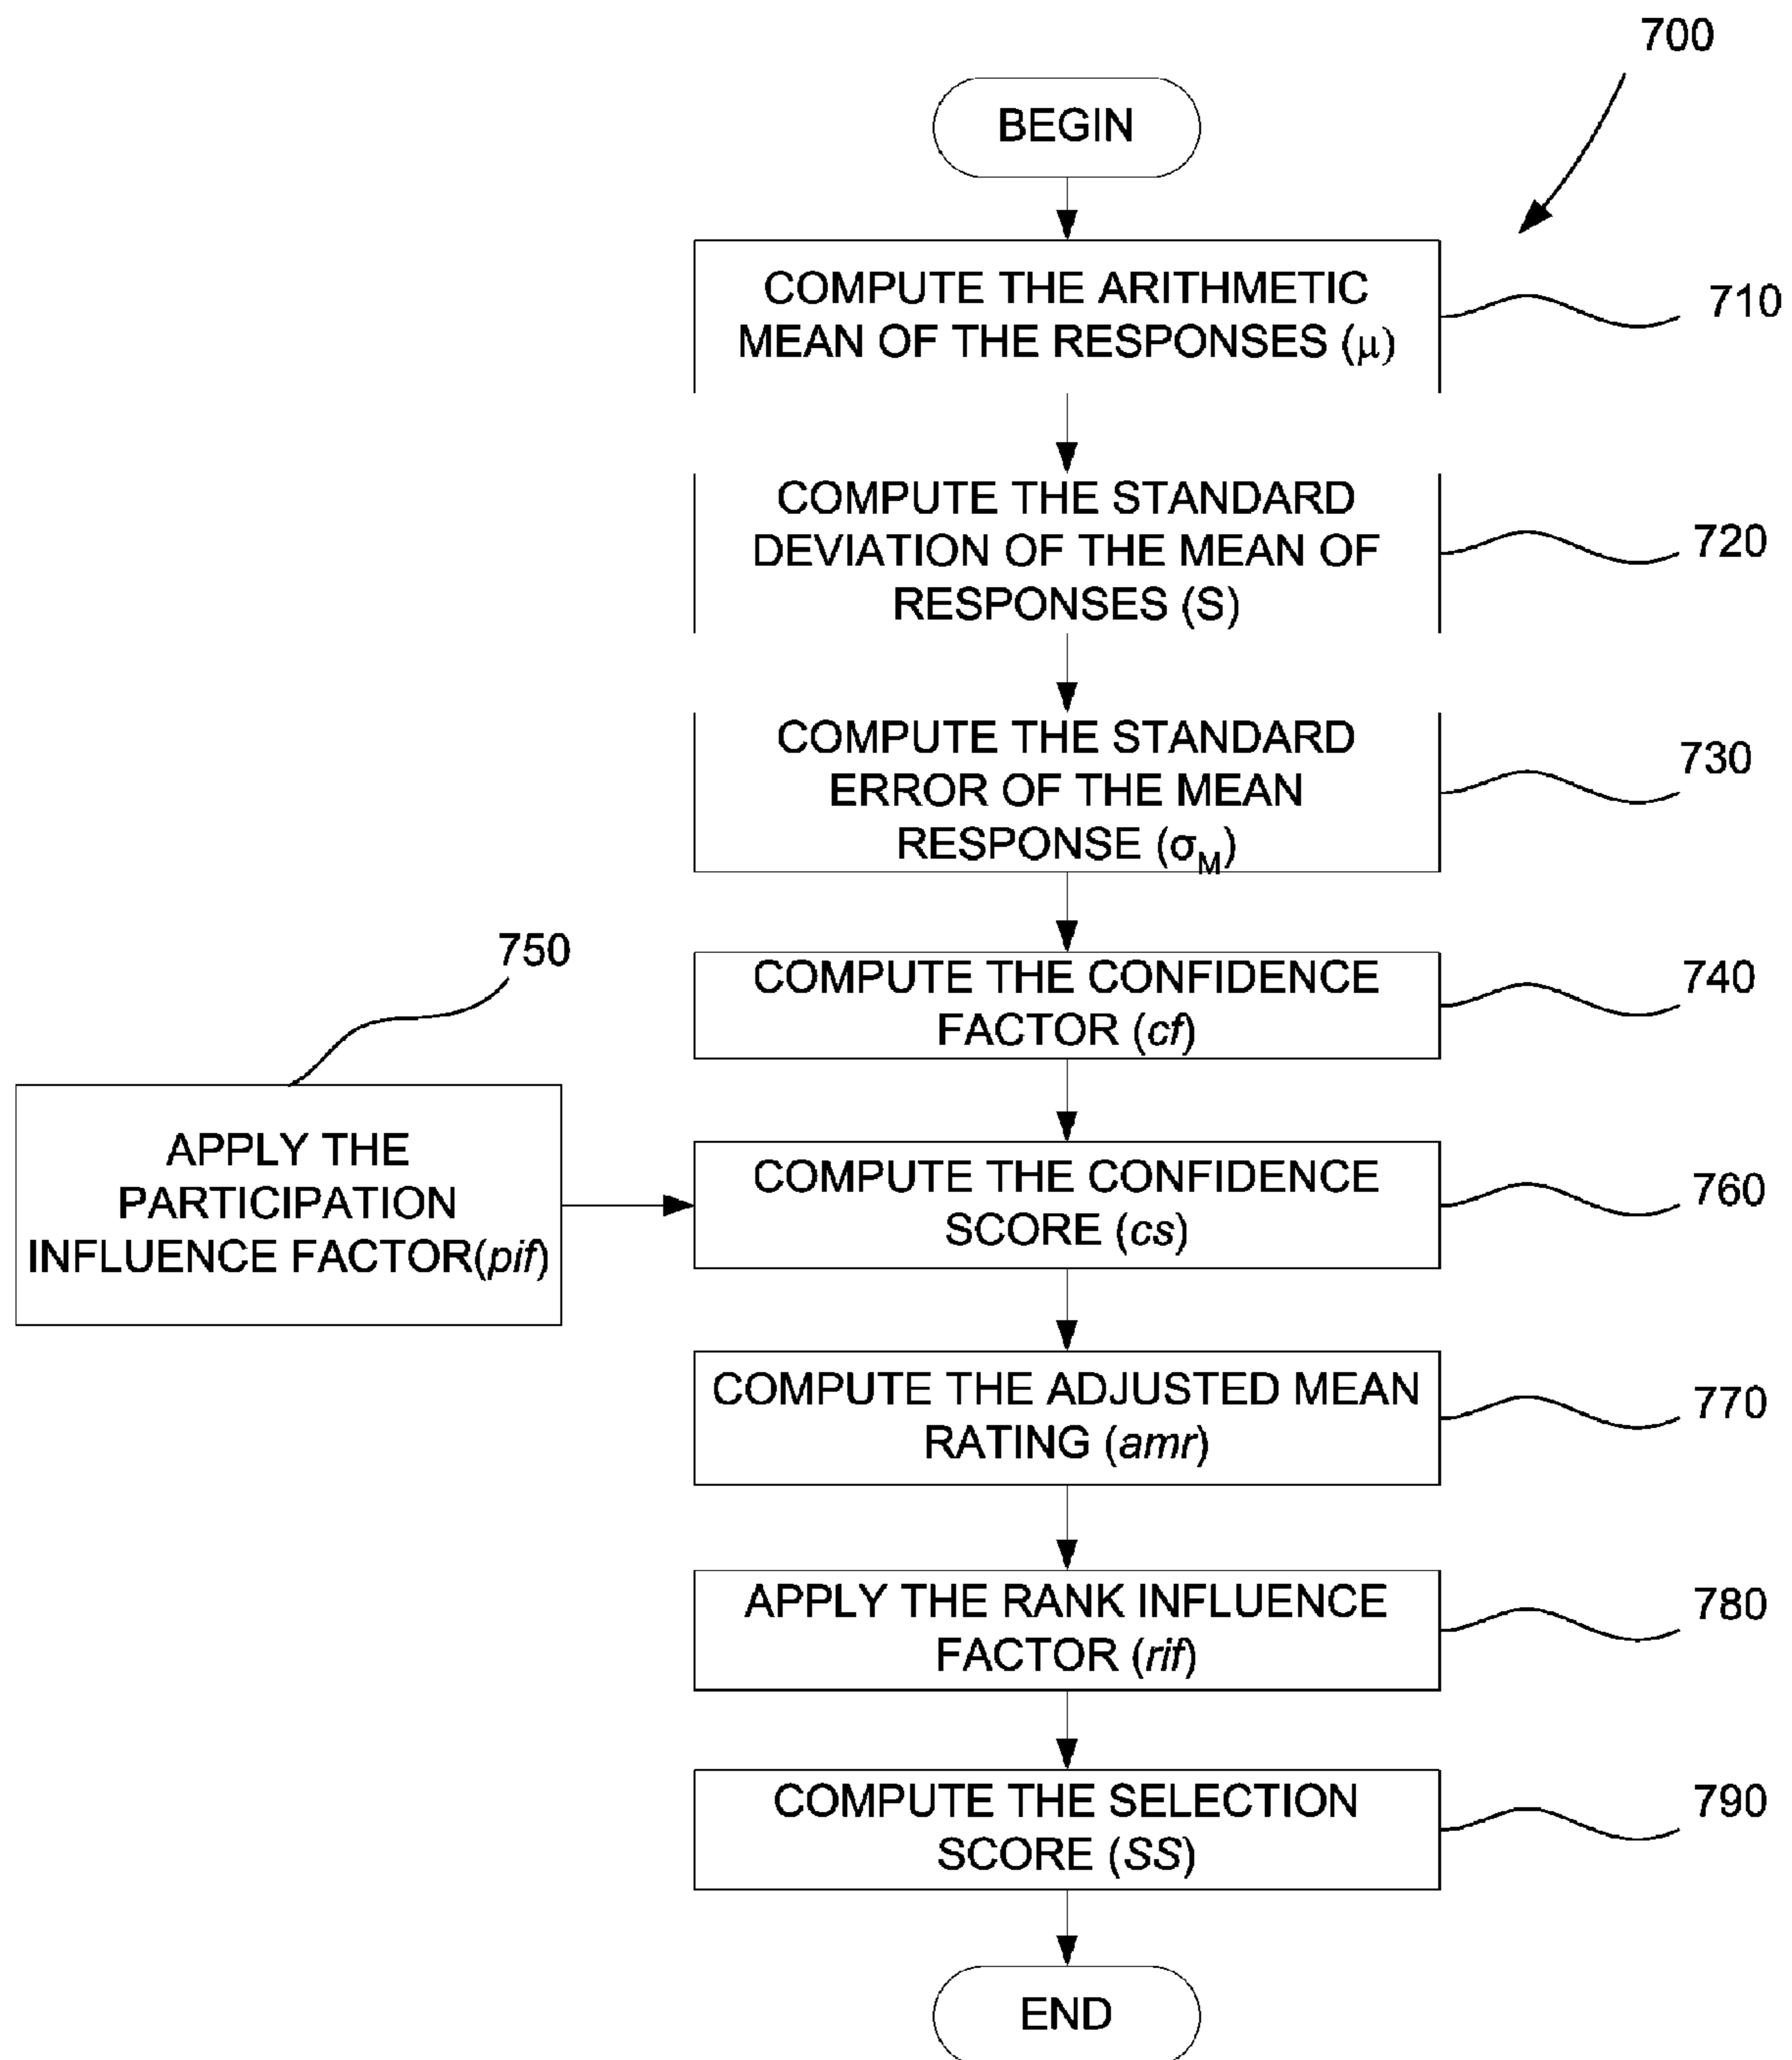 700
BEGIN
COMPUTE THE ARITHMETIC
MEAN OF THE RESPONSES (μ)
710
COMPUTE THE STANDARD
DEVIATION OF THE MEAN OF
RESPONSES (S)
720
COMPUTE THE STANDARD
ERROR OF THE MEAN
RESPONSE (σM)
730
COMPUTE THE CONFIDENCE
FACTOR (cf)
740
750
APPLY THE
PARTICIPATION
INFLUENCE FACTOR(pif)
COMPUTE THE CONFIDENCE
SCORE (cs)
760
COMPUTE THE ADJUSTED MEAN
RATING (amr)
770
APPLY THE RANK INFLUENCE
FACTOR (rif)
780
COMPUTE THE SELECTION
SCORE (SS)
790
END